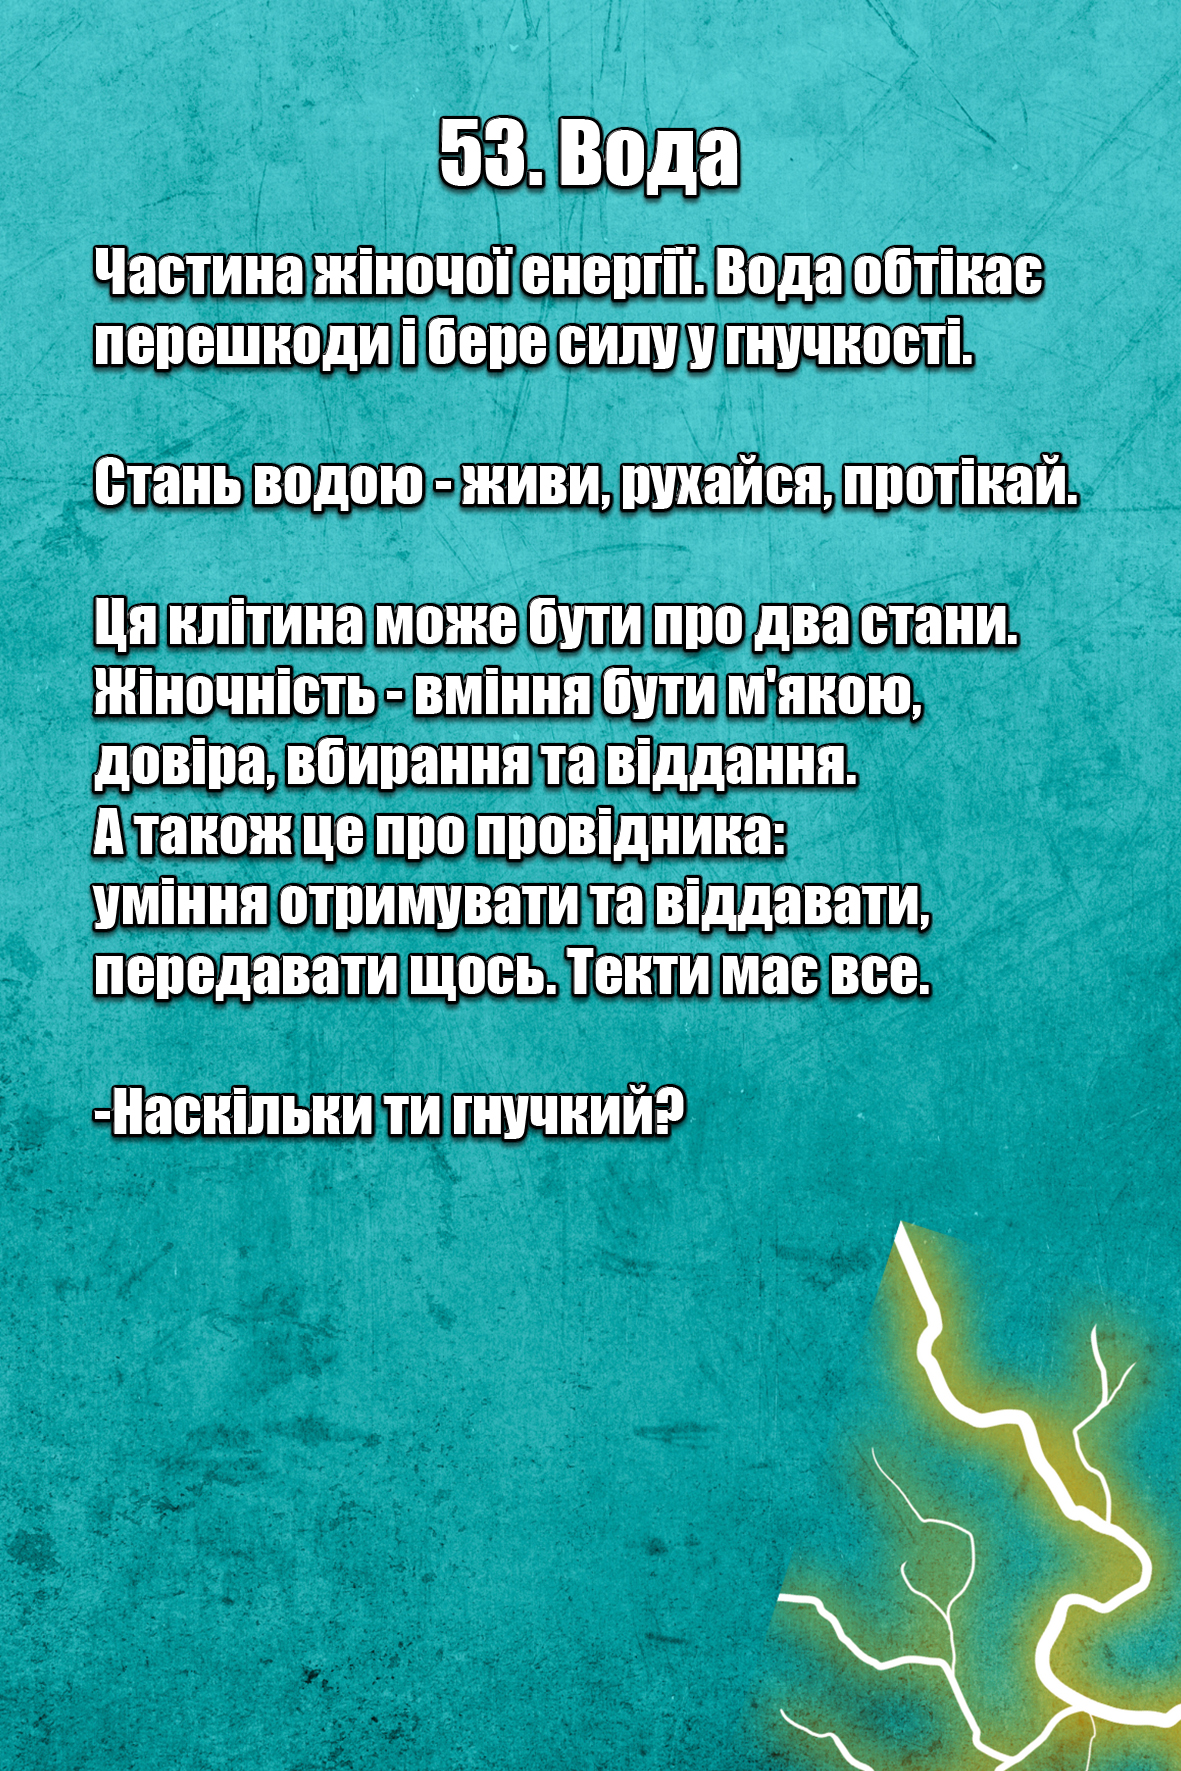 53. Вода
Частина жіночої енергії. Вода обтікає
перешкоди і бере силу у гнучкості.
Стань водою - живи, рухайся, протікай.
Ця клітина може бути про два стани.
Жіночність - вміння бути м'якою,
довіра, вбирання та віддання.
А також це про провідника:
уміння отримувати та віддавати,
передавати щось. Текти має все.
-Наскільки ти гнучкий?